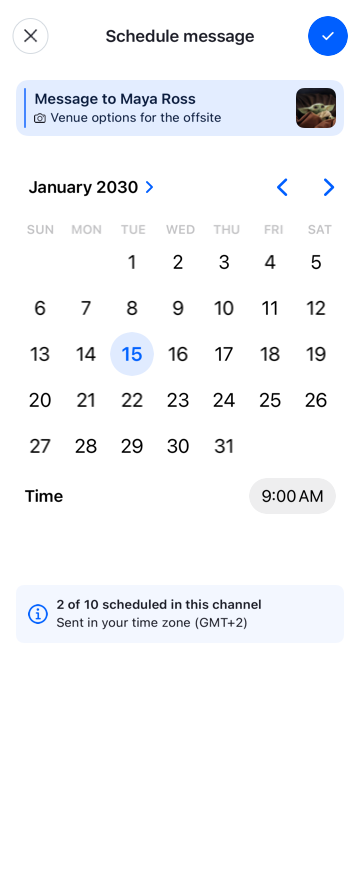 Schedule message
Message to Maya Ross
Venue options for the offsite
January 2030
SUN MON TUE WED THU FRI SAT
1 2 3 4 5
6 7 8 9 10 11 12
13 14 15 16 17 18 19
20 21 22 23 24 25 26
27 28 29 30 31
Time 9:00 AM
2 of 10 scheduled in this channel
Sent in your time zone (GMT+2)